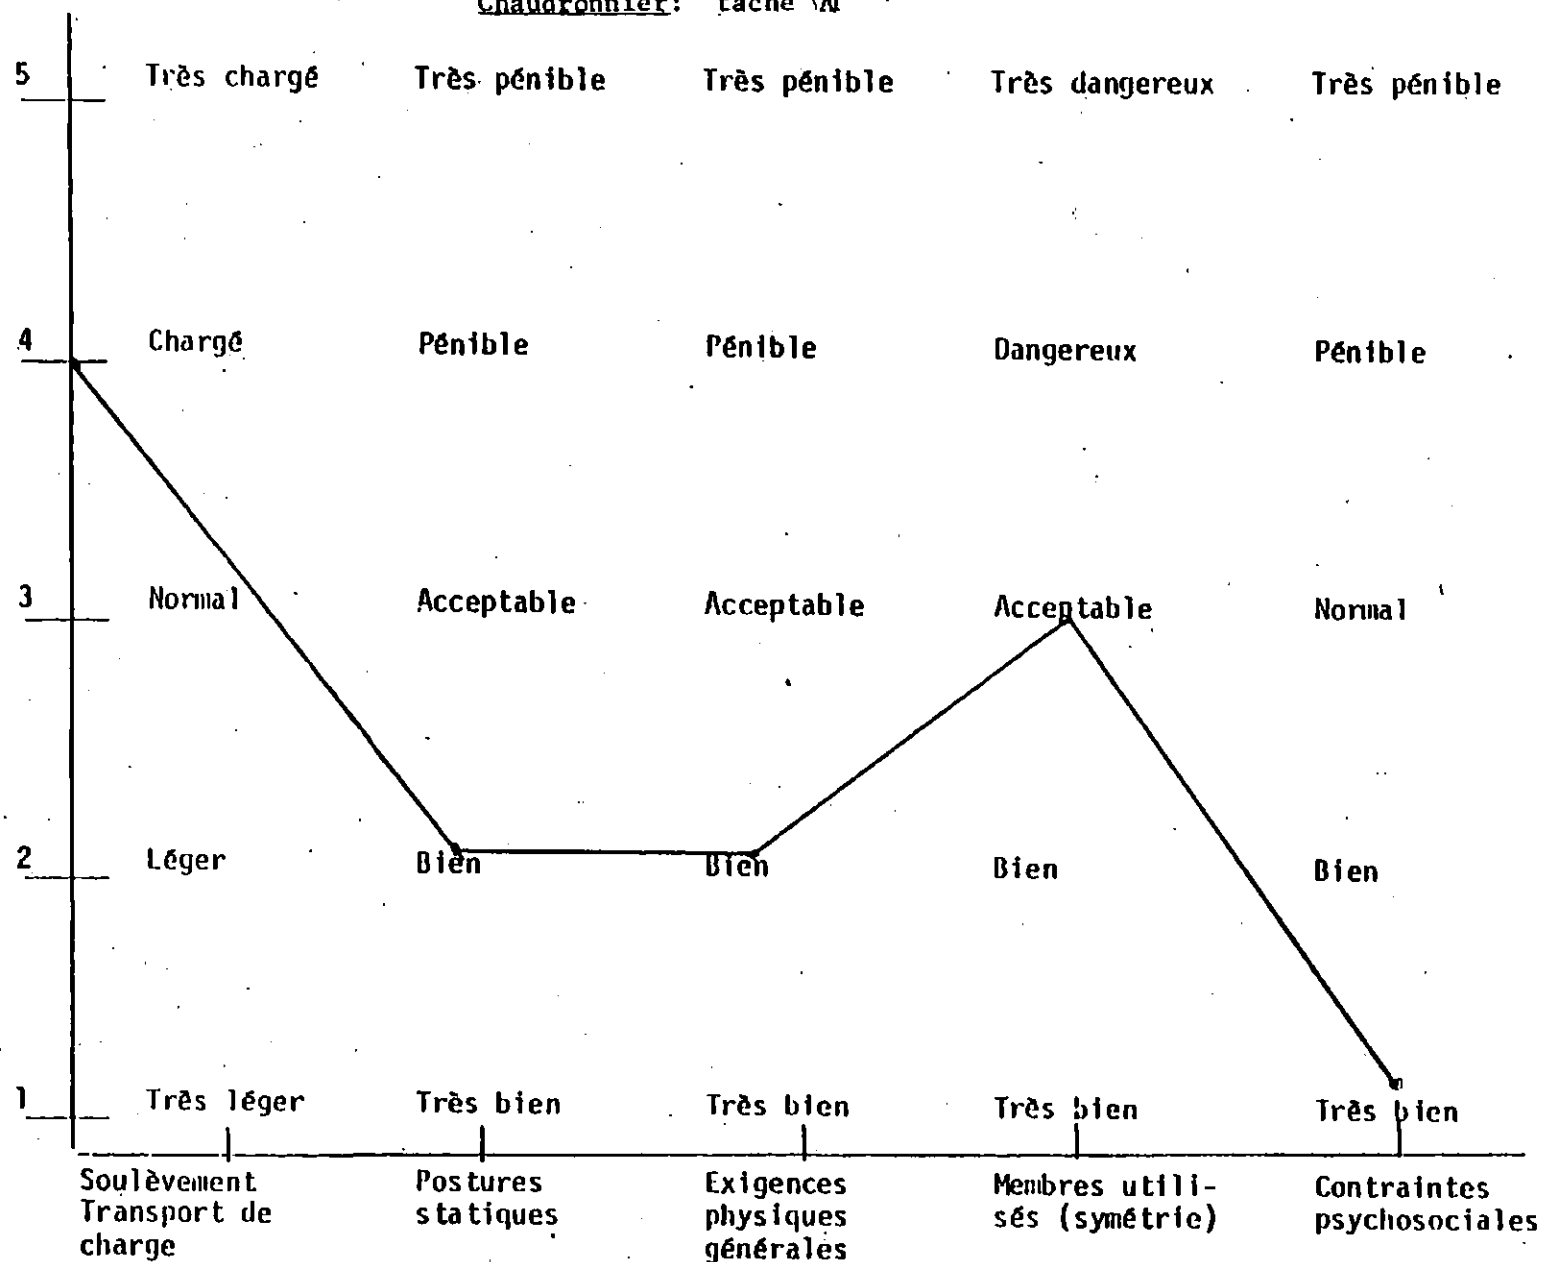 Chaudronnier: tâche
5 Très chargé Très pénible Très pénible Très dangereux Très pénible
4 Chargé Pénible Pénible Dangereux Pénible
3 Normal Acceptable Acceptable Acceptable Normal
2 Léger Bien Bien Bien Bien
1 Très léger Très bien Très bien Très bien Très bien
Soulèvement Postures Exigences Membres utili- Contraintes
Transport de statiques physiques sés (symétrie) psychosociales
charge générales